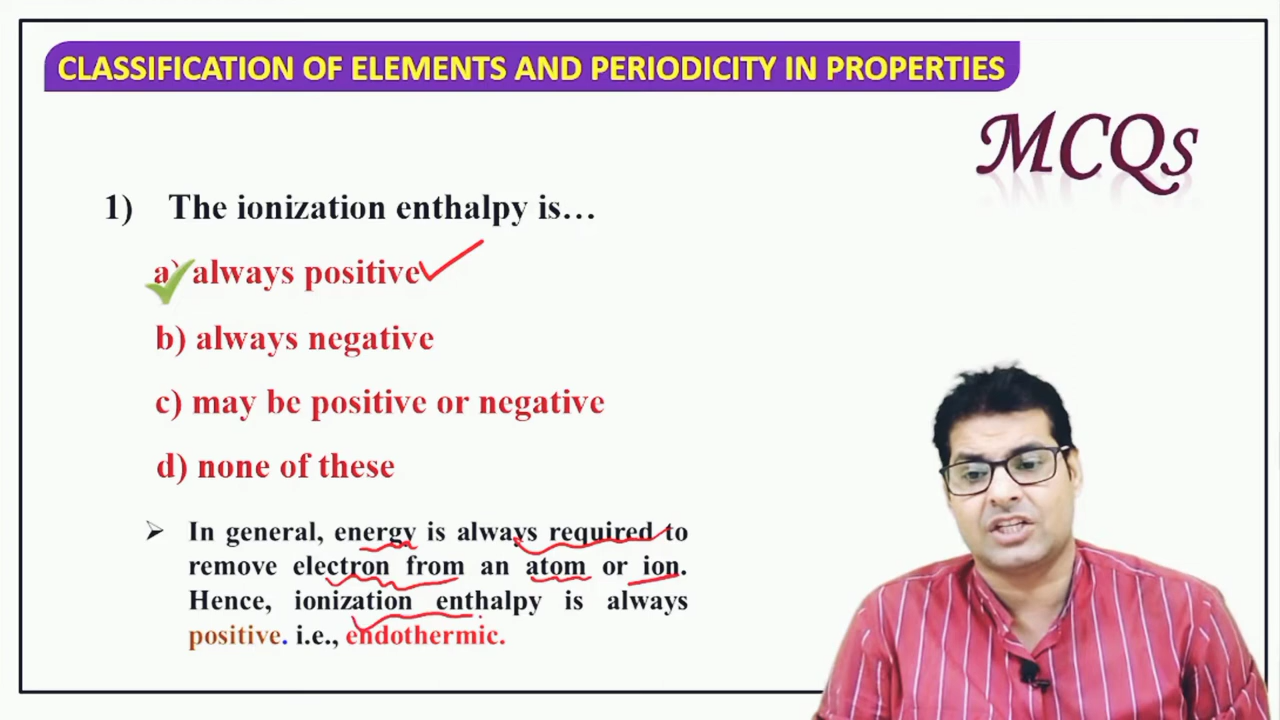 CLASSIFICATION OF ELEMENTS AND PERIODICITY IN PROPERTIES
MCQs
1) The ionization enthalpy is…
a) always positive
b) always negative
c) may be positive or negative
d) none of these
➢ In general, energy is always required to
remove electron from an atom or ion.
Hence, ionization enthalpy is always
positive. i.e., endothermic.